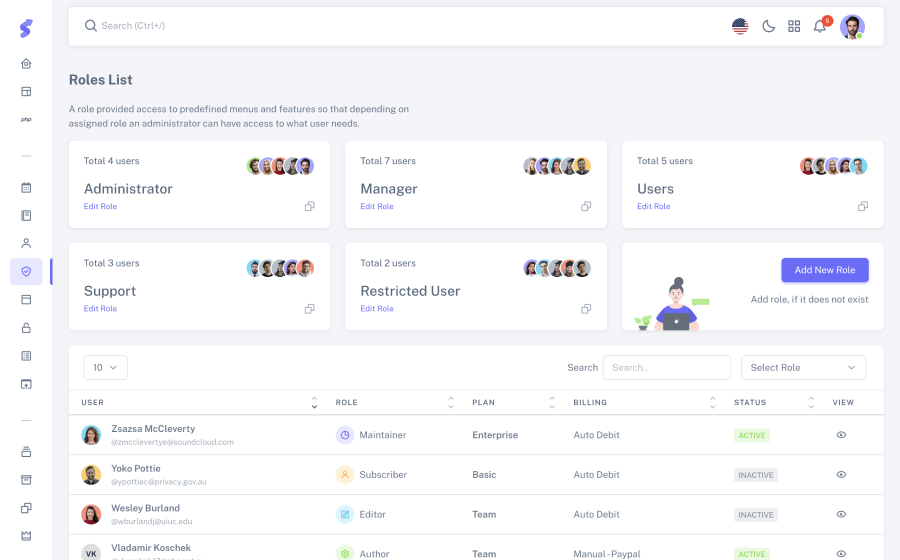 Search (Ctrl+/)
5
php
Roles List
A role provided access to predefined menus and features so that depending on
assigned role an administrator can have access to what user needs.
Total 4 users
Administrator
Edit Role
Total 7 users
Manager
Edit Role
Total 5 users
Users
Edit Role
Total 3 users
Support
Edit Role
Total 2 users
Restricted User
Edit Role
Add New Role
Add role, if it does not exist
10
Search
Search..
Select Role
USER ROLE PLAN BILLING STATUS VIEW
Zsazsa McCleverty
@zmcclevertye@soundcloud.com
Maintainer Enterprise Auto Debit ACTIVE
Yoko Pottie
@ypottiec@privacy.gov.au
Subscriber Basic Auto Debit INACTIVE
Wesley Burland
@wburlandj@uiuc.edu
Editor Team Auto Debit INACTIVE
VK
Vladamir Koschek
Author Team Manual - Paypal ACTIVE